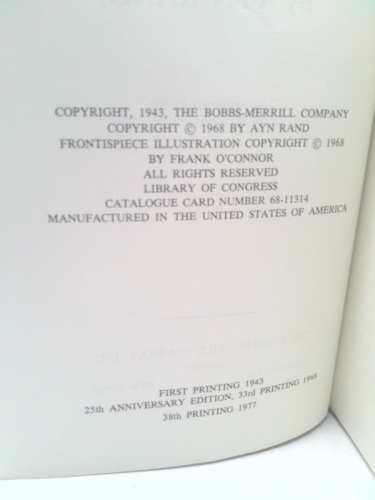 COPYRIGHT, 1943, THE BOBBS-MERRILL COMPANY
COPYRIGHT © 1968 BY AYN RAND
FRONTISPIECE ILLUSTRATION COPYRIGHT © 1968
BY FRANK O'CONNOR
ALL RIGHTS RESERVED
LIBRARY OF CONGRESS
CATALOGUE CARD NUMBER 68-11314
MANUFACTURED IN THE UNITED STATES OF AMERICA
FIRST PRINTING 1943
25th ANNIVERSARY EDITION, 33rd PRINTING 1968
38th PRINTING 1977